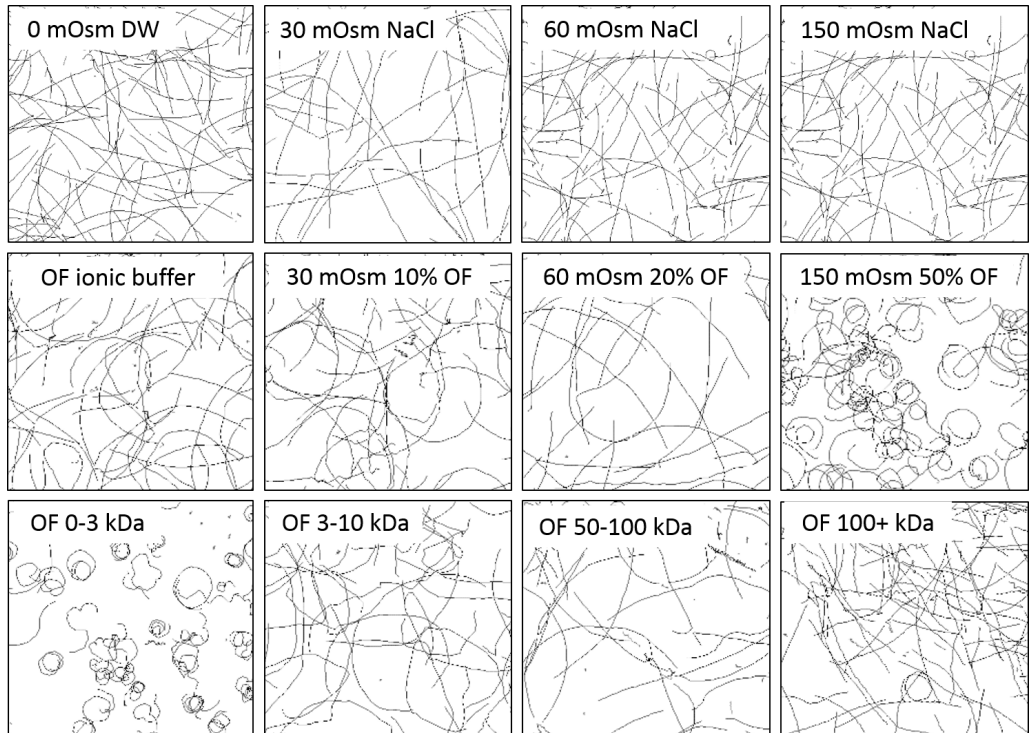 0 mOsm DW
30 mOsm NaCl
60 mOsm NaCl
150 mOsm NaCl
OF ionic buffer
30 mOsm 10% OF
60 mOsm 20% OF
150 mOsm 50% OF
OF 0-3 kDa
OF 3-10 kDa
OF 50-100 kDa
OF 100+ kDa